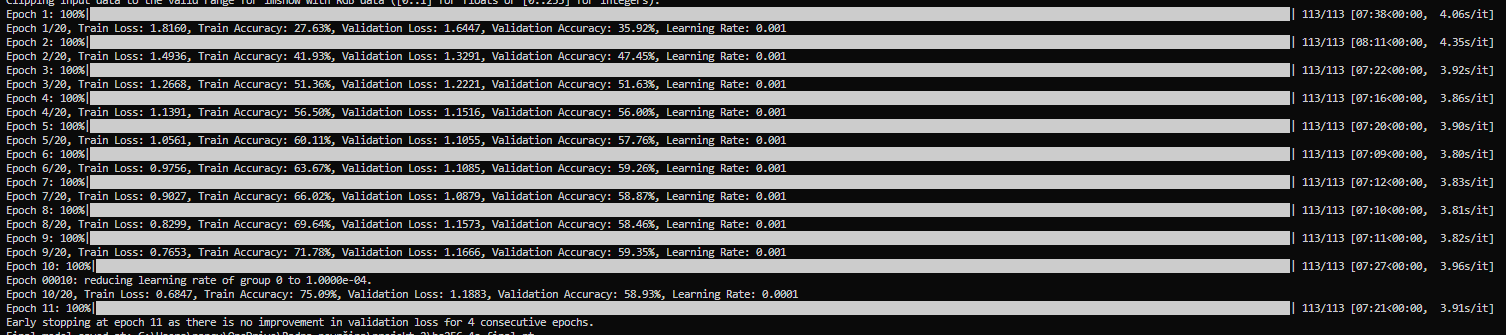 Clipping input data to the valid range for imshow with RGB data ([0..1] for floats or [0..255] for integers).
Epoch 1: 100%| | 113/113 [07:38<00:00, 4.06s/it]
Epoch 1/20, Train Loss: 1.8160, Train Accuracy: 27.63%, Validation Loss: 1.6447, Validation Accuracy: 35.92%, Learning Rate: 0.001
Epoch 2: 100%| | 113/113 [08:11<00:00, 4.35s/it]
Epoch 2/20, Train Loss: 1.4936, Train Accuracy: 41.93%, Validation Loss: 1.3291, Validation Accuracy: 47.45%, Learning Rate: 0.001
Epoch 3: 100%| | 113/113 [07:22<00:00, 3.92s/it]
Epoch 3/20, Train Loss: 1.2668, Train Accuracy: 51.36%, Validation Loss: 1.2221, Validation Accuracy: 51.63%, Learning Rate: 0.001
Epoch 4: 100%| | 113/113 [07:16<00:00, 3.86s/it]
Epoch 4/20, Train Loss: 1.1391, Train Accuracy: 56.50%, Validation Loss: 1.1516, Validation Accuracy: 56.00%, Learning Rate: 0.001
Epoch 5: 100%| | 113/113 [07:20<00:00, 3.90s/it]
Epoch 5/20, Train Loss: 1.0561, Train Accuracy: 60.11%, Validation Loss: 1.1055, Validation Accuracy: 57.76%, Learning Rate: 0.001
Epoch 6: 100%| | 113/113 [07:09<00:00, 3.80s/it]
Epoch 6/20, Train Loss: 0.9756, Train Accuracy: 63.67%, Validation Loss: 1.1085, Validation Accuracy: 59.26%, Learning Rate: 0.001
Epoch 7: 100%| | 113/113 [07:12<00:00, 3.83s/it]
Epoch 7/20, Train Loss: 0.9027, Train Accuracy: 66.02%, Validation Loss: 1.0879, Validation Accuracy: 58.87%, Learning Rate: 0.001
Epoch 8: 100%| | 113/113 [07:10<00:00, 3.81s/it]
Epoch 8/20, Train Loss: 0.8299, Train Accuracy: 69.64%, Validation Loss: 1.1573, Validation Accuracy: 58.46%, Learning Rate: 0.001
Epoch 9: 100%| | 113/113 [07:11<00:00, 3.82s/it]
Epoch 9/20, Train Loss: 0.7653, Train Accuracy: 71.78%, Validation Loss: 1.1666, Validation Accuracy: 59.35%, Learning Rate: 0.001
Epoch 10: 100%| | 113/113 [07:27<00:00, 3.96s/it]
Epoch 00010: reducing learning rate of group 0 to 1.0000e-04.
Epoch 10/20, Train Loss: 0.6847, Train Accuracy: 75.09%, Validation Loss: 1.1883, Validation Accuracy: 58.93%, Learning Rate: 0.0001
Epoch 11: 100%| | 113/113 [07:21<00:00, 3.91s/it]
Early stopping at epoch 11 as there is no improvement in validation loss for 4 consecutive epochs.
Final model saved at: